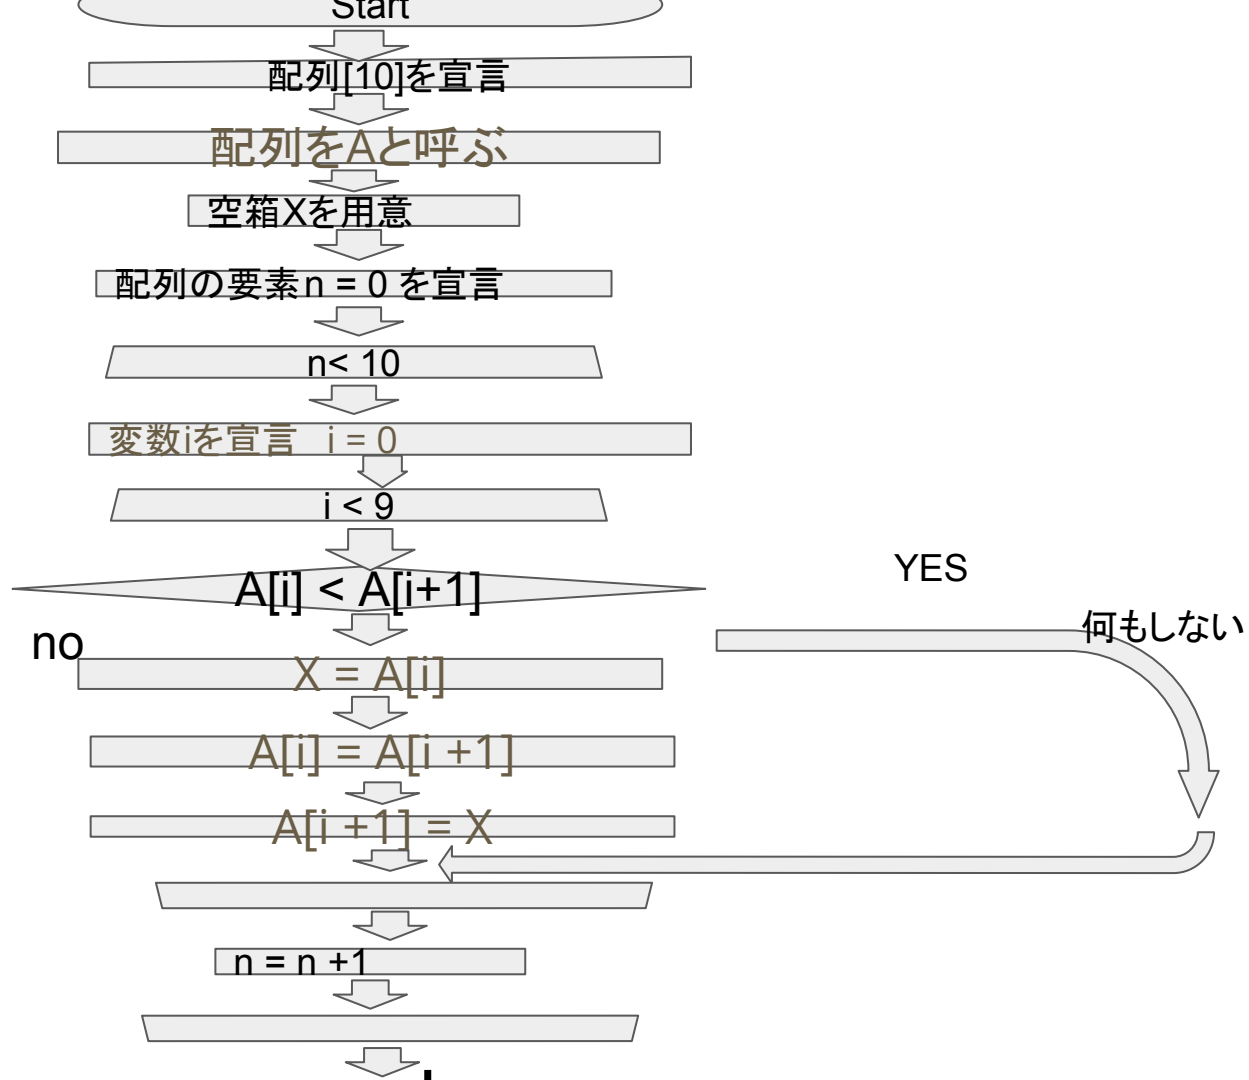 Start
配列[10]を宣言
配列をAと呼ぶ
空箱Xを用意
配列の要素n = 0 を宣言
n< 10
変数iを宣言　i = 0
i < 9
A[i] < A[i+1]
YES
何もしない
no
X = A[i]
A[i] = A[i +1]
A[i +1] = X
n = n +1